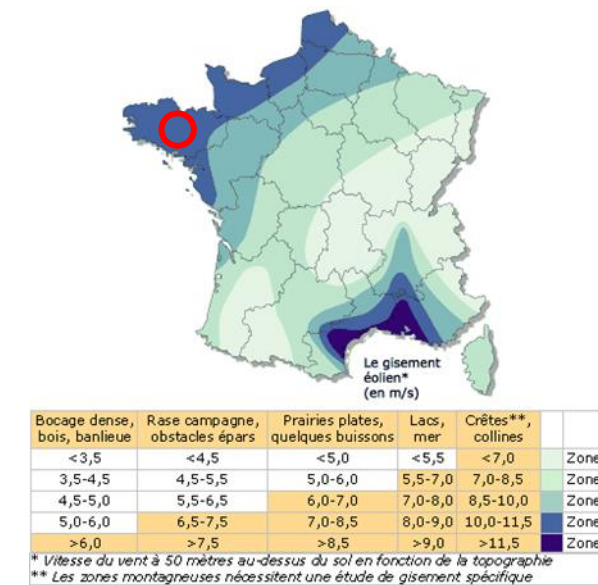 Le gisement
éolien*
(en m/s)
Bocage dense, bois, banlieue Rase campagne, obstacles épars Prairies plates, quelques buissons Lacs, mer Crêtes**, collines
<3,5 <4,5 <5,0 <5,5 <7,0 Zone
3,5-4,5 4,5-5,5 5,0-6,0 5,5-7,0 7,0-8,5 Zone
4,5-5,0 5,5-6,5 6,0-7,0 7,0-8,0 8,5-10,0 Zone
5,0-6,0 6,5-7,5 7,0-8,5 8,0-9,0 10,0-11,5 Zone
>6,0 >7,5 >8,5 >9,0 >11,5 Zone
* Vitesse du vent à 50 mètres au-dessus du sol en fonction de la topographie
** Les zones montagneuses nécessitent une étude de gisement spécifique